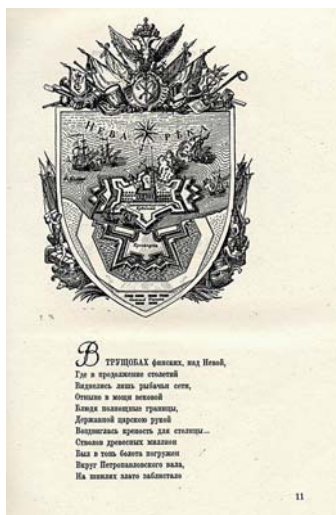 НЕВА РѢКА
В ТРУЩОБАХ финских, над Невой,
Где в продолжение столетий
Виднелись лишь рыбачьи сети,
Отныне в мощи вековой
Блюдя полнощные границы,
Державной царскою рукой
Воздвиглась крепость для столицы...
Стволов древесных миллион
Был в топь болота погружен
Вкруг Петропавловского вала,
На шпилях злато заблистало
11